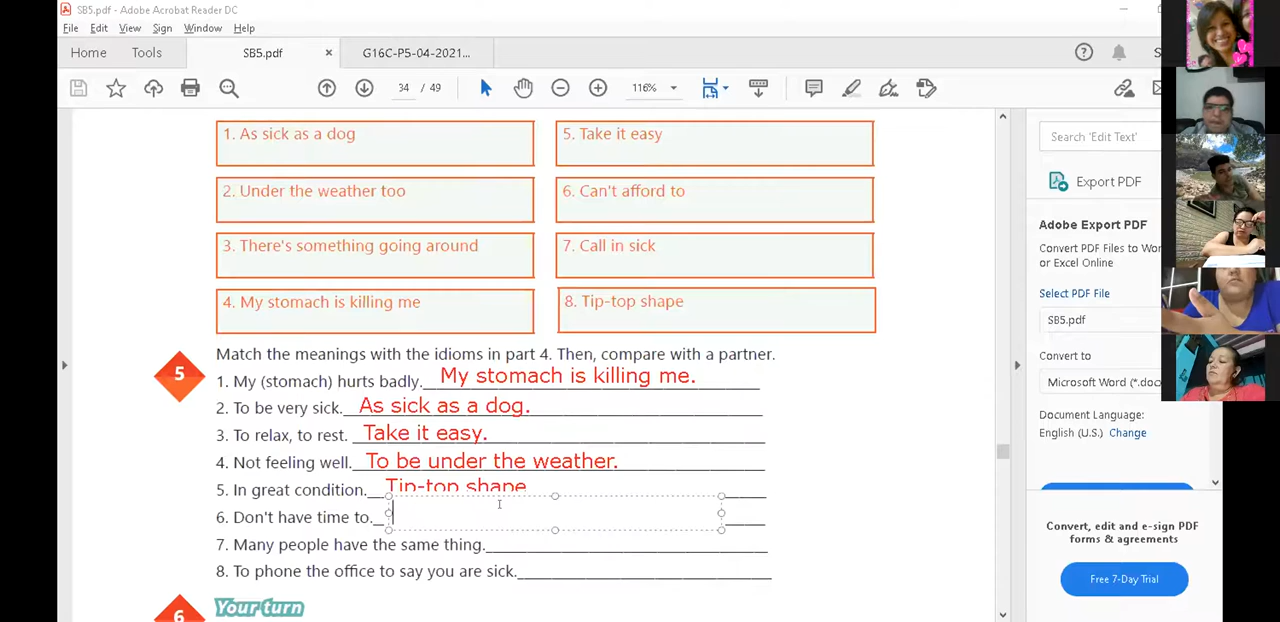 SB5.pdf - Adobe Acrobat Reader DC
File Edit View Sign Window Help
Home Tools SB5.pdf × G16C-P5-04-2021...
34 / 49 116%
1. As sick as a dog
5. Take it easy
2. Under the weather too
6. Can't afford to
3. There's something going around
7. Call in sick
4. My stomach is killing me
8. Tip-top shape
5
Match the meanings with the idioms in part 4. Then, compare with a partner.
1. My (stomach) hurts badly. My stomach is killing me.
2. To be very sick. As sick as a dog.
3. To relax, to rest. Take it easy.
4. Not feeling well. To be under the weather.
5. In great condition. Tip-top shape
6. Don't have time to.
7. Many people have the same thing.
8. To phone the office to say you are sick.
6 Your turn
Search 'Edit Text'
Export PDF
Adobe Export PDF
Convert PDF Files to Wor
or Excel Online
Select PDF File
SB5.pdf
Convert to
Microsoft Word (*.docx
Document Language:
English (U.S.) Change
Convert, edit and e-sign PDF
forms & agreements
Free 7-Day Trial